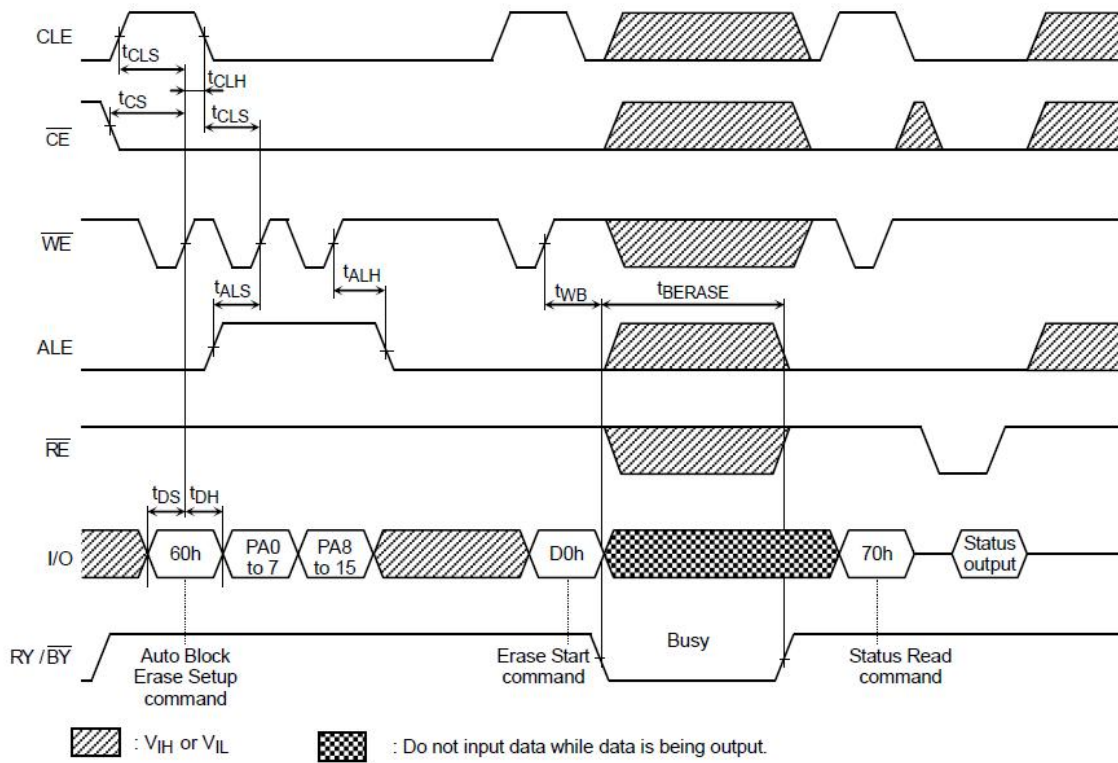 CLE
tCLS
tCLH
tCS
tCLS
CE
WE
tALS
tALH
tWB
tBERASE
ALE
RE
tDS
tDH
I/O
60h
PA0
to 7
PA8
to 15
D0h
70h
Status
output
RY / BY
Auto Block
Erase Setup
command
Erase Start
command
Busy
Status Read
command
: VIH or VIL
: Do not input data while data is being output.